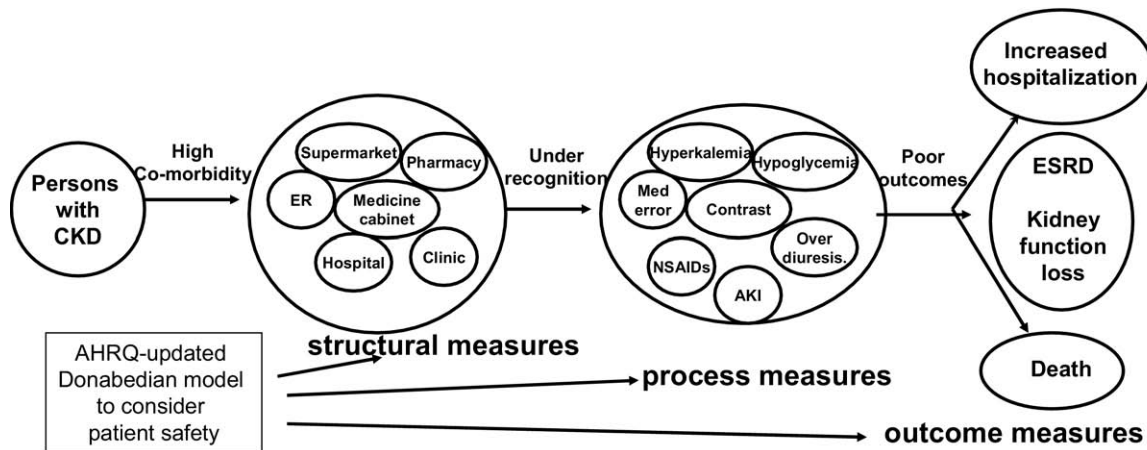 Persons
with
CKD
High
Co-morbidity
Supermarket
Pharmacy
ER
Medicine
cabinet
Hospital
Clinic
Under
recognition
Hyperkalemia
Hypoglycemia
Med
error
Contrast
Over
diuresis.
NSAIDs
AKI
Poor
outcomes
Increased
hospitalization
ESRD
Kidney
function
loss
Death
AHRQ-updated
Donabedian model
to consider
patient safety
structural measures
process measures
outcome measures